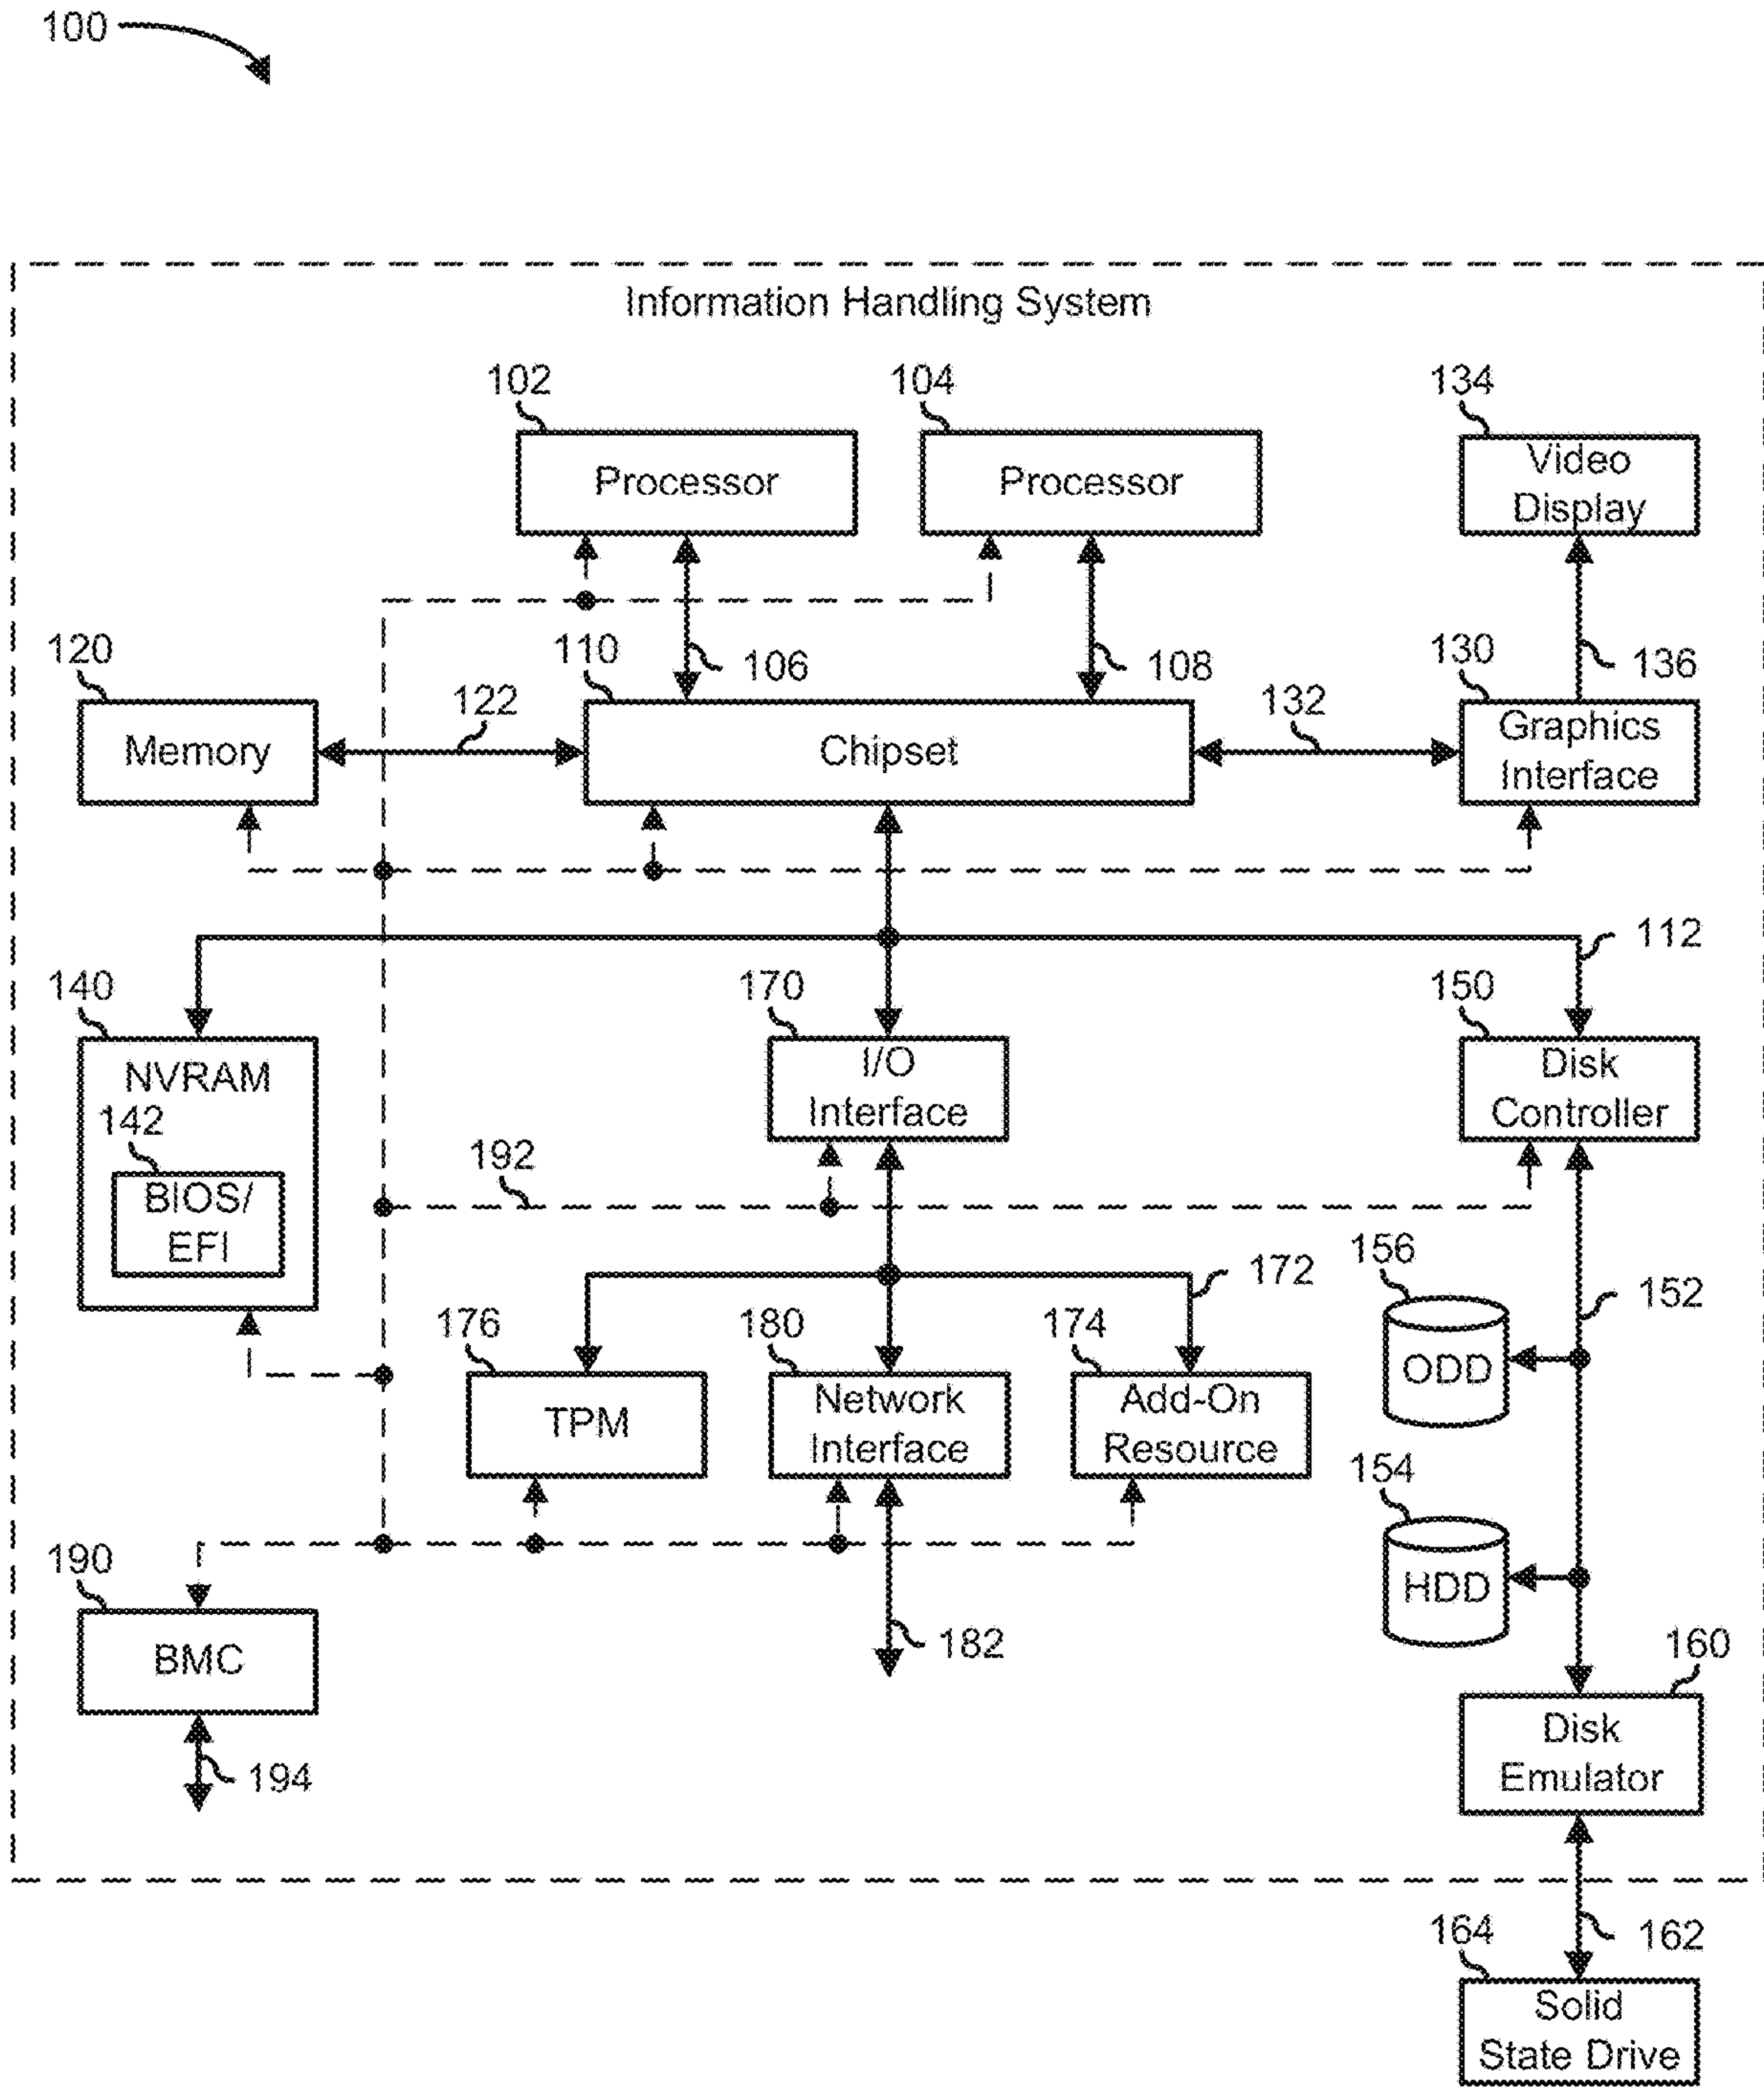 100
Information Handling System
102
104
134
Processor
Processor
Video
Display
120
110
106
108
130
136
122
132
Memory
Chipset
Graphics
Interface
112
140
170
150
NVRAM
I/O
Interface
Disk
Controller
142
BIOS/
EFI
192
156
172
152
176
180
174
ODD
TPM
Network
Interface
Add-On
Resource
154
190
HDD
BMC
182
160
194
Disk
Emulator
164
162
Solid
State Drive